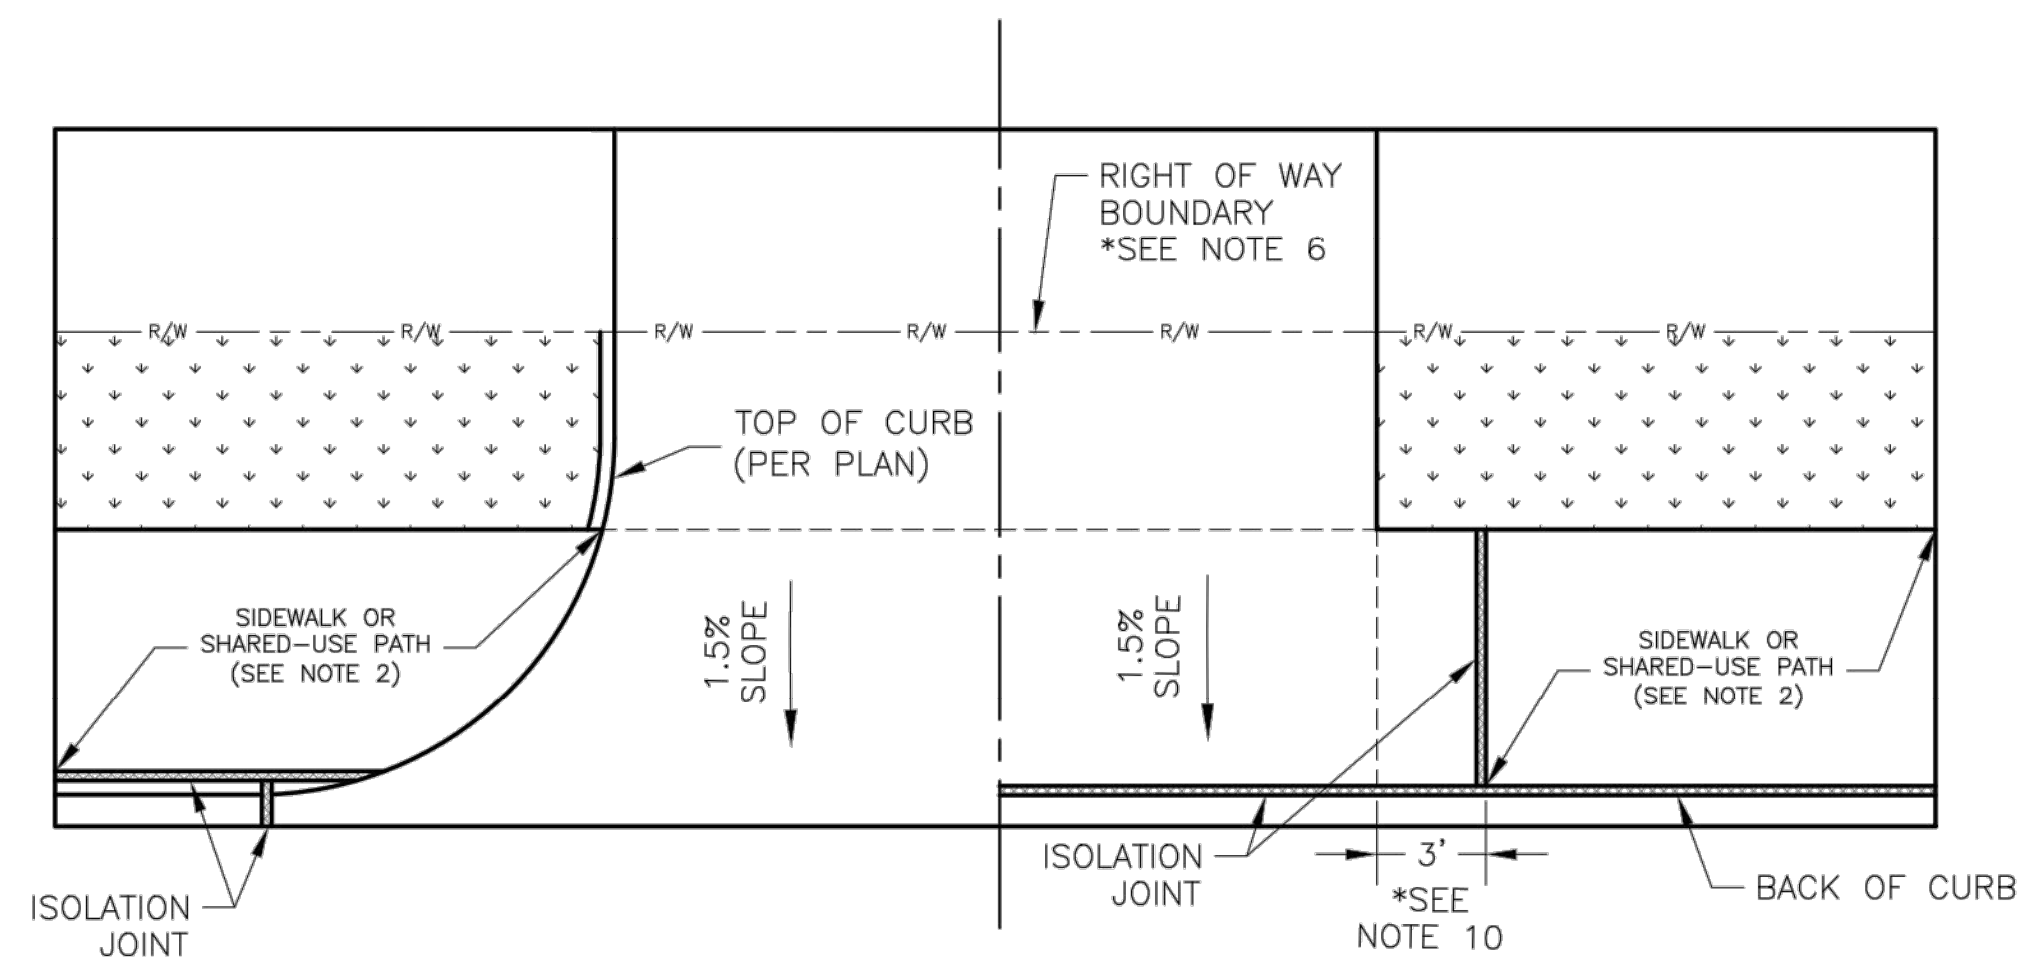 RIGHT OF WAY
BOUNDARY
*SEE NOTE 6
R/W
R/W
R/W
R/W
R/W
R/W
R/W
TOP OF CURB
(PER PLAN)
SIDEWALK OR
SHARED-USE PATH
(SEE NOTE 2)
1.5%
SLOPE
1.5%
SLOPE
SIDEWALK OR
SHARED-USE PATH
(SEE NOTE 2)
ISOLATION
JOINT
ISOLATION
JOINT
3'
*SEE
NOTE 10
BACK OF CURB